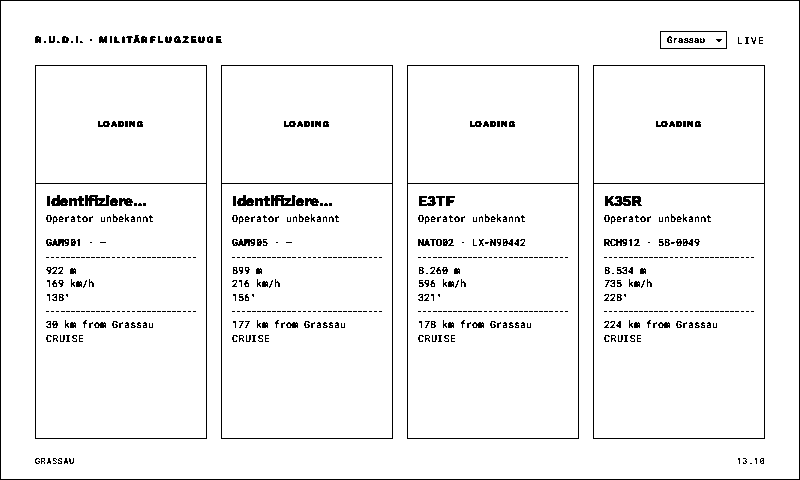 R.U.D.I. · MILITÄRFLUGZEUGE
Grassau
LIVE
LOADING
Identifiziere...
Operator unbekannt
GAM901 · —
922 m
169 km/h
138°
30 km from Grassau
CRUISE
LOADING
Identifiziere...
Operator unbekannt
GAM905 · —
899 m
216 km/h
156°
177 km from Grassau
CRUISE
LOADING
E3TF
Operator unbekannt
NATO02 · LX-N90442
8.260 m
596 km/h
321°
178 km from Grassau
CRUISE
LOADING
K35R
Operator unbekannt
RCH912 · 58-0049
8.534 m
735 km/h
228°
224 km from Grassau
CRUISE
GRASSAU
13.10